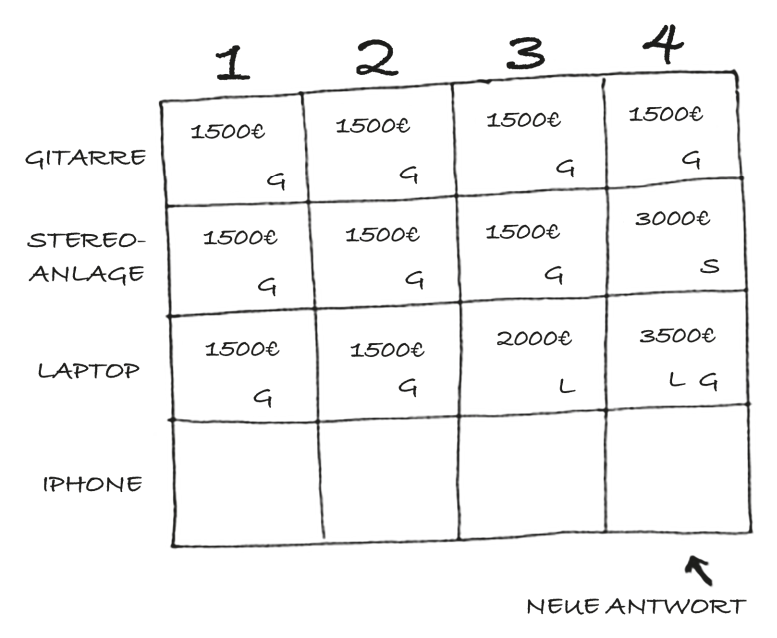 1 2 3 4
GITARRE 1500€ G 1500€ G 1500€ G 1500€ G
STEREO-
ANLAGE 1500€ G 1500€ G 1500€ G 3000€ S
LAPTOP 1500€ G 1500€ G 2000€ L 3500€ L G
IPHONE
NEUE ANTWORT